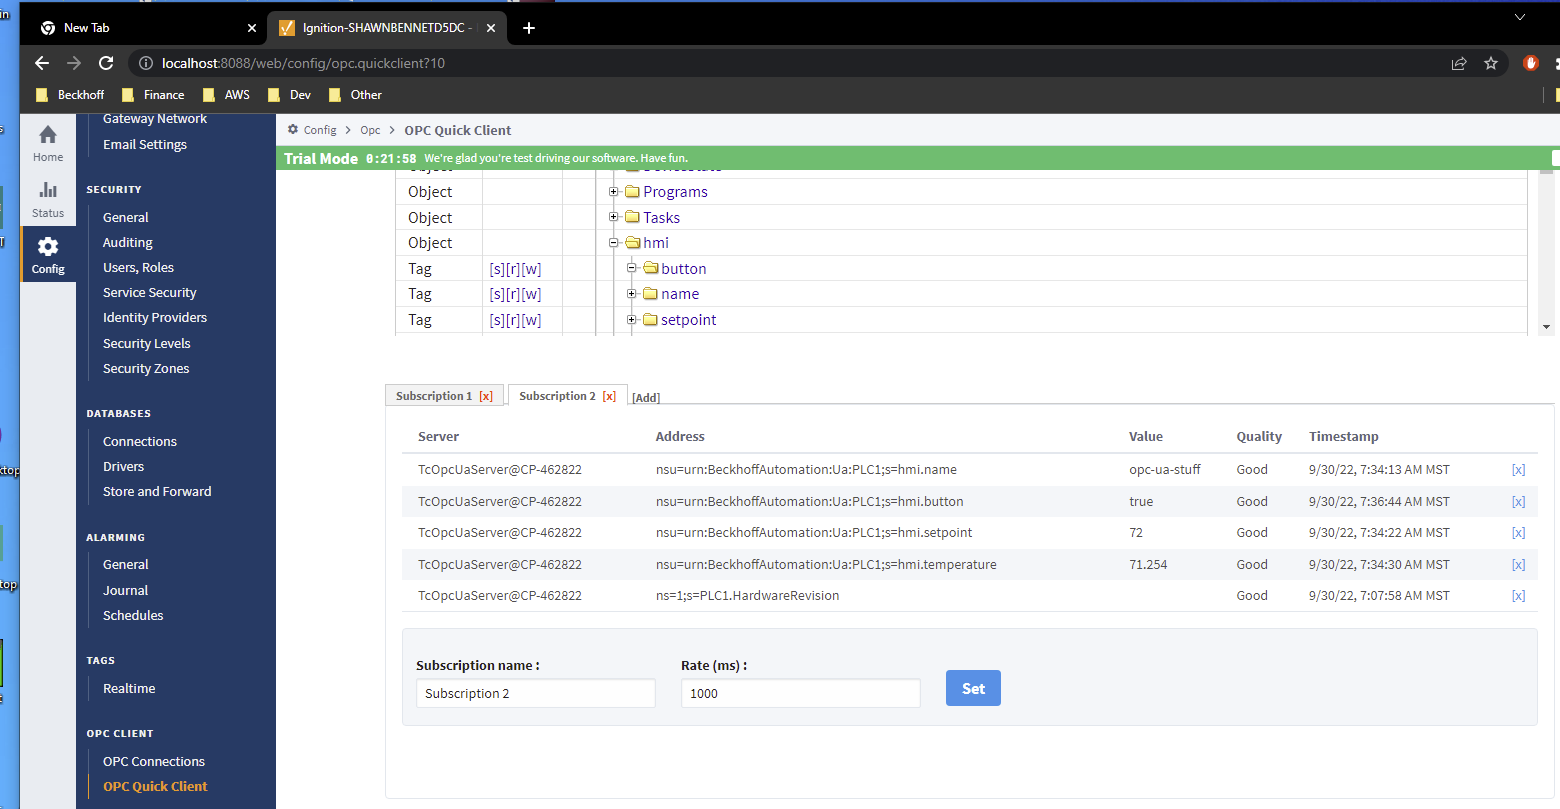 New Tab
Ignition-SHAWNBENNETD5DC -
localhost:8088/web/config/opc.quickclient?10
Beckhoff Finance AWS Dev Other
Home
Status
Config
Gateway Network
Email Settings
SECURITY
General
Auditing
Users, Roles
Service Security
Identity Providers
Security Levels
Security Zones
DATABASES
Connections
Drivers
Store and Forward
ALARMING
General
Journal
Schedules
TAGS
Realtime
OPC CLIENT
OPC Connections
OPC Quick Client
Config > Opc > OPC Quick Client
Trial Mode 0:21:58 We're glad you're test driving our software. Have fun.
Object Programs
Object Tasks
Object hmi
Tag [s][r][w] button
Tag [s][r][w] name
Tag [s][r][w] setpoint
Subscription 1 [x] Subscription 2 [x] [Add]
Server Address Value Quality Timestamp
TcOpcUaServer@CP-462822 nsu=urn:BeckhoffAutomation:Ua:PLC1;s=hmi.name opc-ua-stuff Good 9/30/22, 7:34:13 AM MST [x]
TcOpcUaServer@CP-462822 nsu=urn:BeckhoffAutomation:Ua:PLC1;s=hmi.button true Good 9/30/22, 7:36:44 AM MST [x]
TcOpcUaServer@CP-462822 nsu=urn:BeckhoffAutomation:Ua:PLC1;s=hmi.setpoint 72 Good 9/30/22, 7:34:22 AM MST [x]
TcOpcUaServer@CP-462822 nsu=urn:BeckhoffAutomation:Ua:PLC1;s=hmi.temperature 71.254 Good 9/30/22, 7:34:30 AM MST [x]
TcOpcUaServer@CP-462822 ns=1;s=PLC1.HardwareRevision Good 9/30/22, 7:07:58 AM MST [x]
Subscription name : Rate (ms) :
Subscription 2 1000 Set